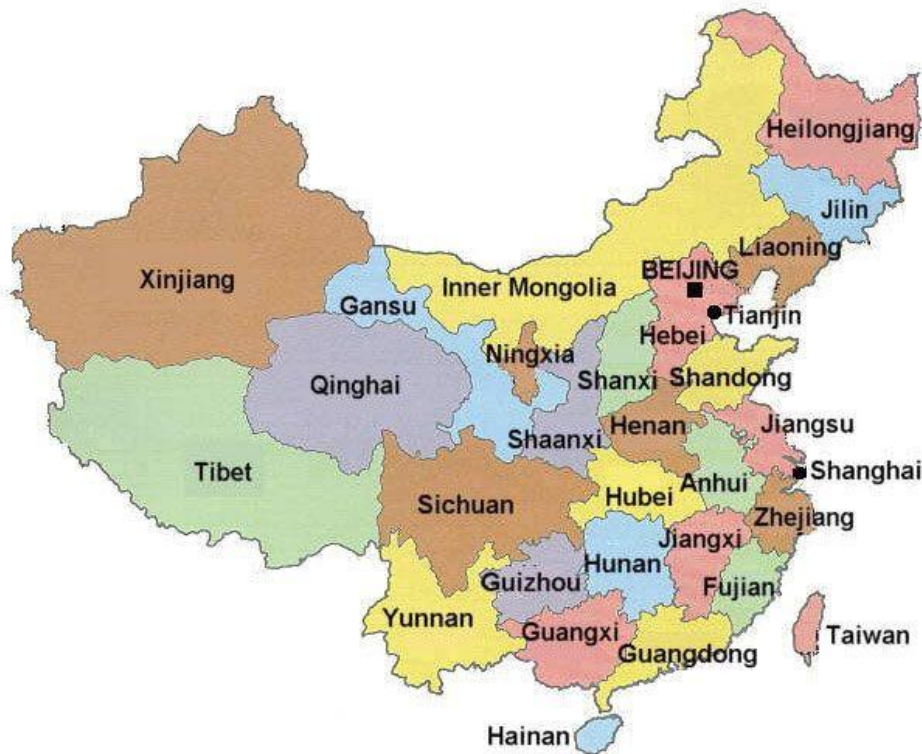 Heilongjiang
Jilin
Liaoning
Xinjiang
BEIJING
Inner Mongolia
Gansu
Tianjin
Hebei
Ningxia
Qinghai
Shanxi
Shandong
Henan
Jiangsu
Shaanxi
Tibet
Shanghai
Anhui
Hubei
Sichuan
Zhejiang
Jiangxi
Hunan
Guizhou
Fujian
Yunnan
Guangxi
Taiwan
Guangdong
Hainan